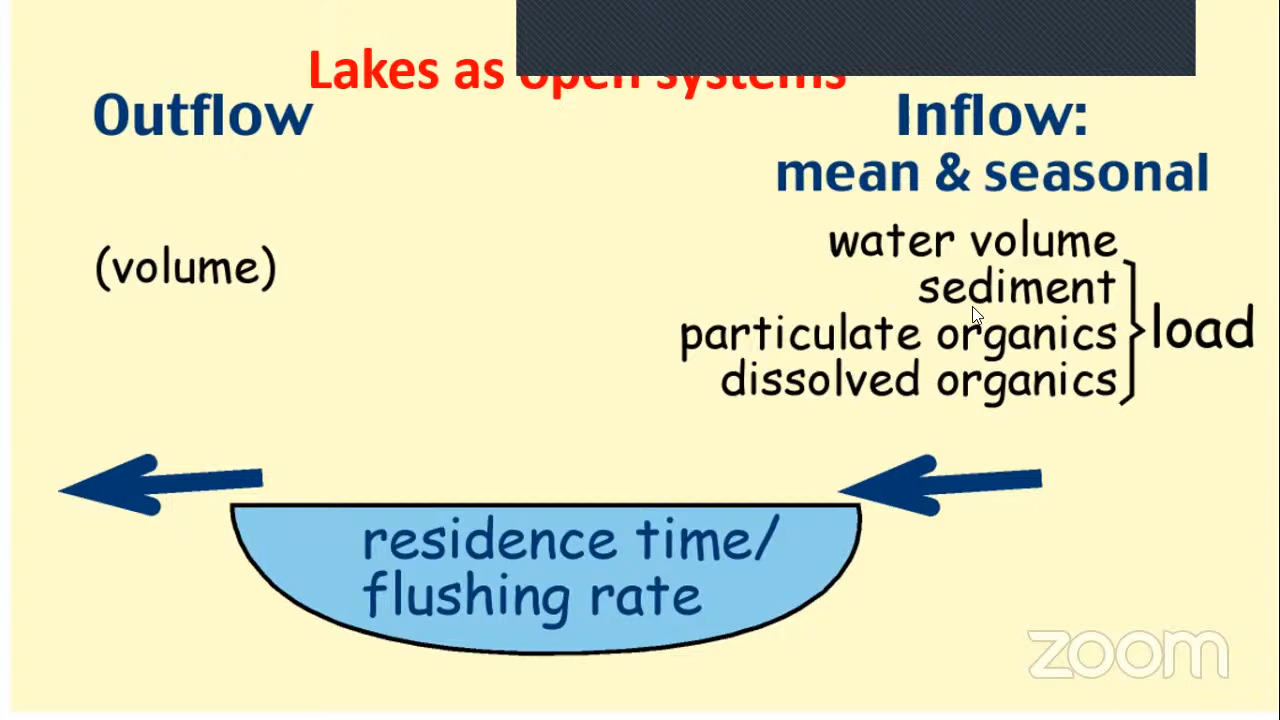 Lakes as open systems
Outflow
Inflow:
mean & seasonal
(volume)
water volume
sediment
particulate organics
dissolved organics
load
residence time/
flushing rate
zoom